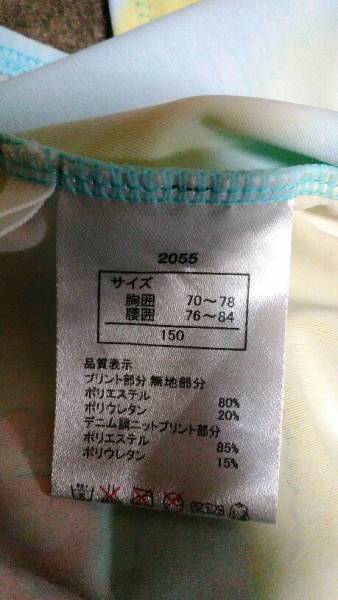 2055
サイズ
胸囲 70～78
腰囲 76～84
150
品質表示
プリント部分 無地部分
ポリエステル 80%
ポリウレタン 20%
デニム調ニットプリント部分
ポリエステル 85%
ポリウレタン 15%